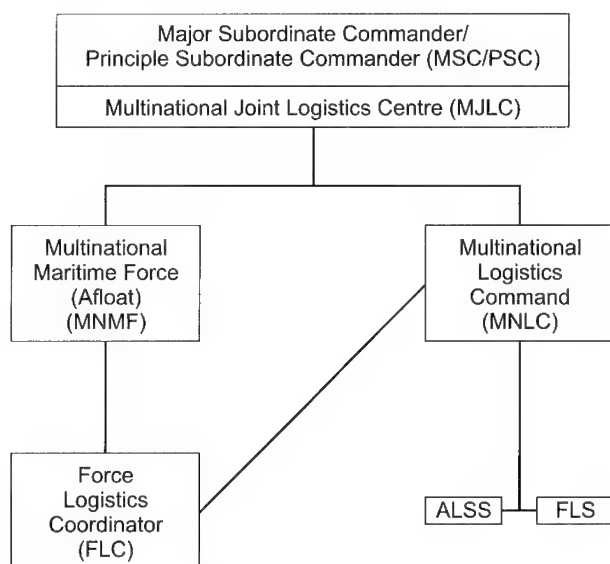 Major Subordinate Commander/
Principle Subordinate Commander (MSC/PSC)
Multinational Joint Logistics Centre (MJLC)
Multinational
Maritime Force
(Afloat)
(MNMF)
Multinational
Logistics
Command
(MNLC)
Force
Logistics
Coordinator
(FLC)
ALSS
FLS